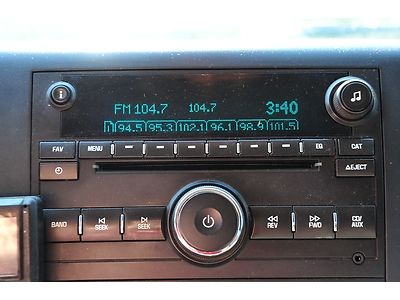 FM 104.7 104.7 3:40
1 94.5 95.3 102.1 96.1 98.9 101.5
FAV MENU EQ CAT
EJECT
BAND SEEK SEEK REV FWD CD/AUX